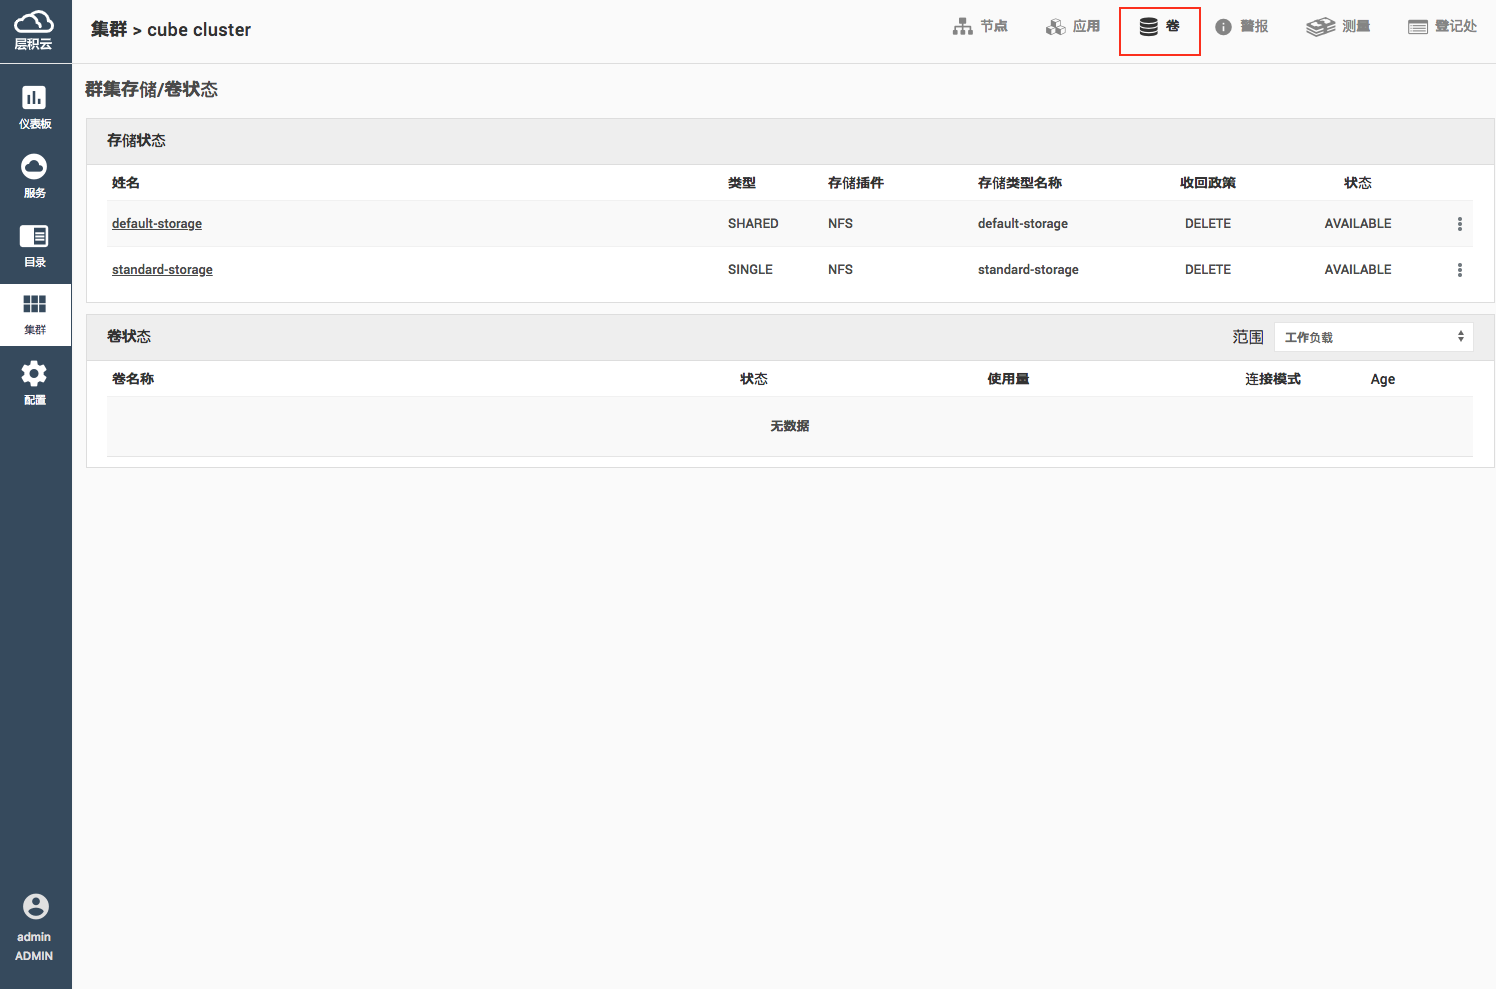 层积云
集群 > cube cluster
节点
应用
卷
警报
测量
登记处
仪表板
服务
目录
集群
配置
admin
ADMIN
群集存储/卷状态
存储状态
姓名 类型 存储插件 存储类型名称 收回政策 状态
default-storage SHARED NFS default-storage DELETE AVAILABLE
standard-storage SINGLE NFS standard-storage DELETE AVAILABLE
卷状态 范围 工作负载
卷名称 状态 使用量 连接模式 Age
无数据